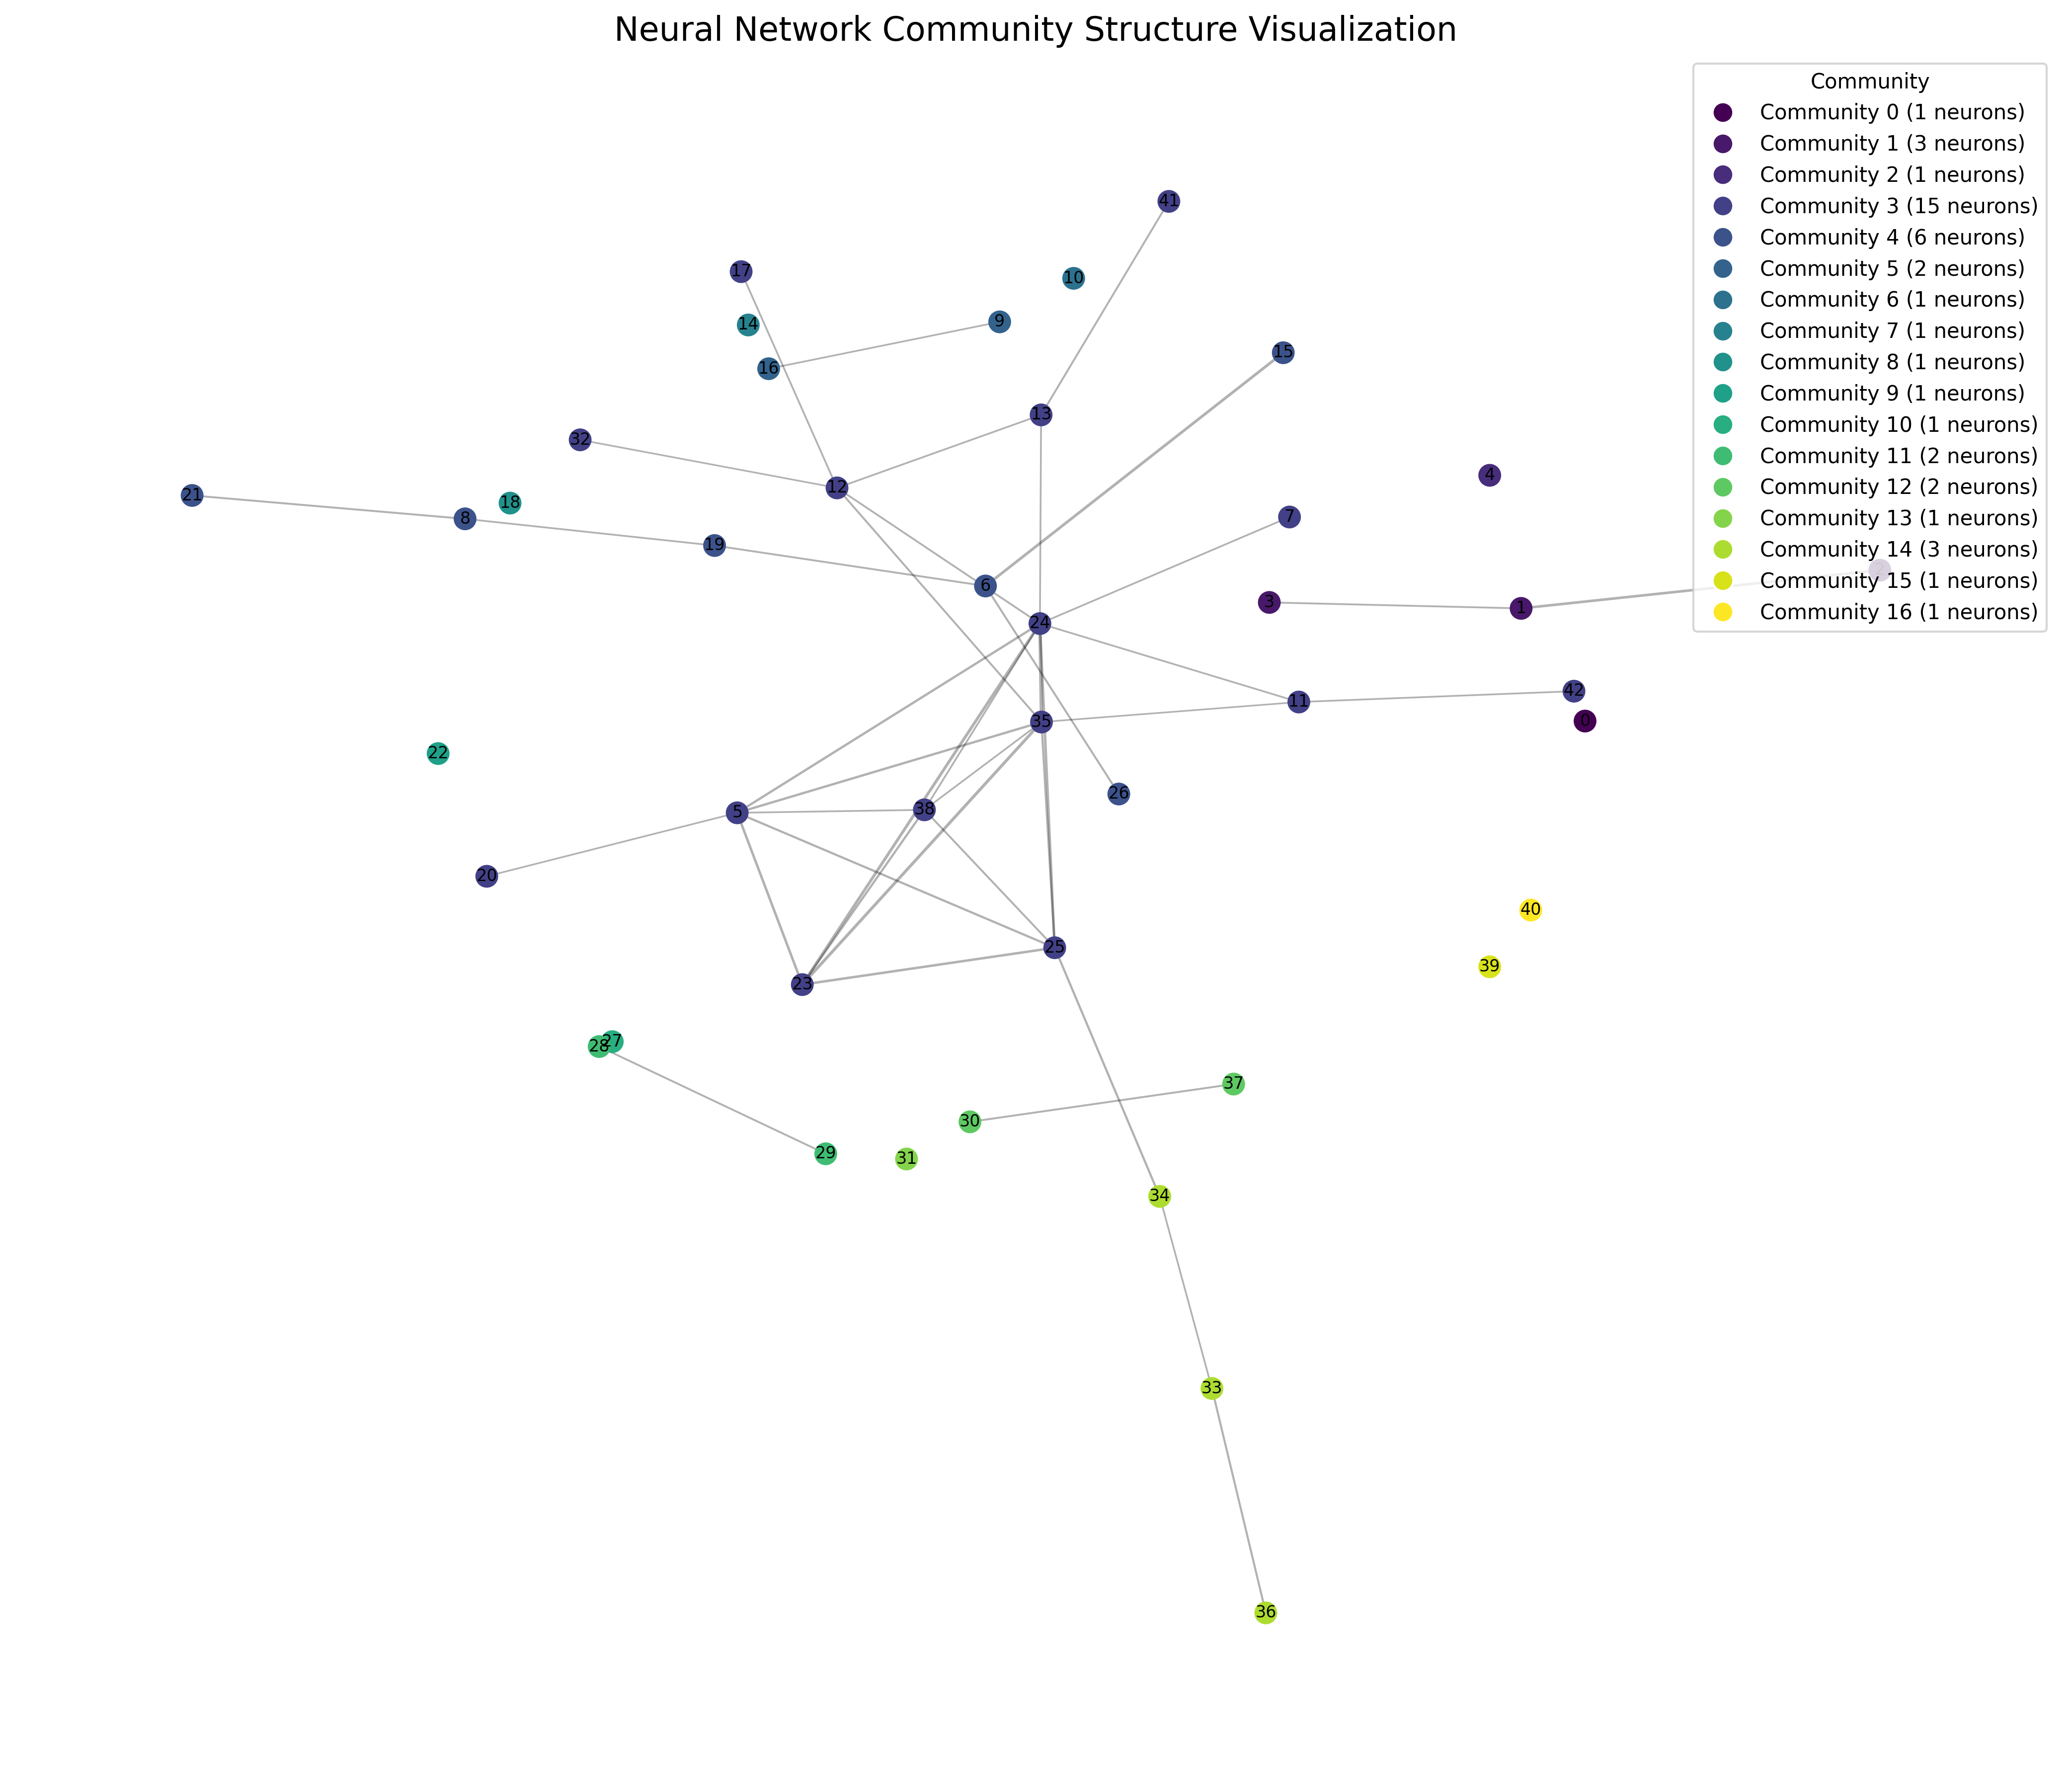 Neural Network Community Structure Visualization
Community
Community 0 (1 neurons)
Community 1 (3 neurons)
Community 2 (1 neurons)
Community 3 (15 neurons)
Community 4 (6 neurons)
Community 5 (2 neurons)
Community 6 (1 neurons)
Community 7 (1 neurons)
Community 8 (1 neurons)
Community 9 (1 neurons)
Community 10 (1 neurons)
Community 11 (2 neurons)
Community 12 (2 neurons)
Community 13 (1 neurons)
Community 14 (3 neurons)
Community 15 (1 neurons)
Community 16 (1 neurons)
41
17
10
14
9
15
16
13
32
4
12
21
18
7
8
19
2
6
3
1
24
42
11
0
35
22
26
38
5
20
40
25
39
23
27
28
37
30
29
31
34
33
36